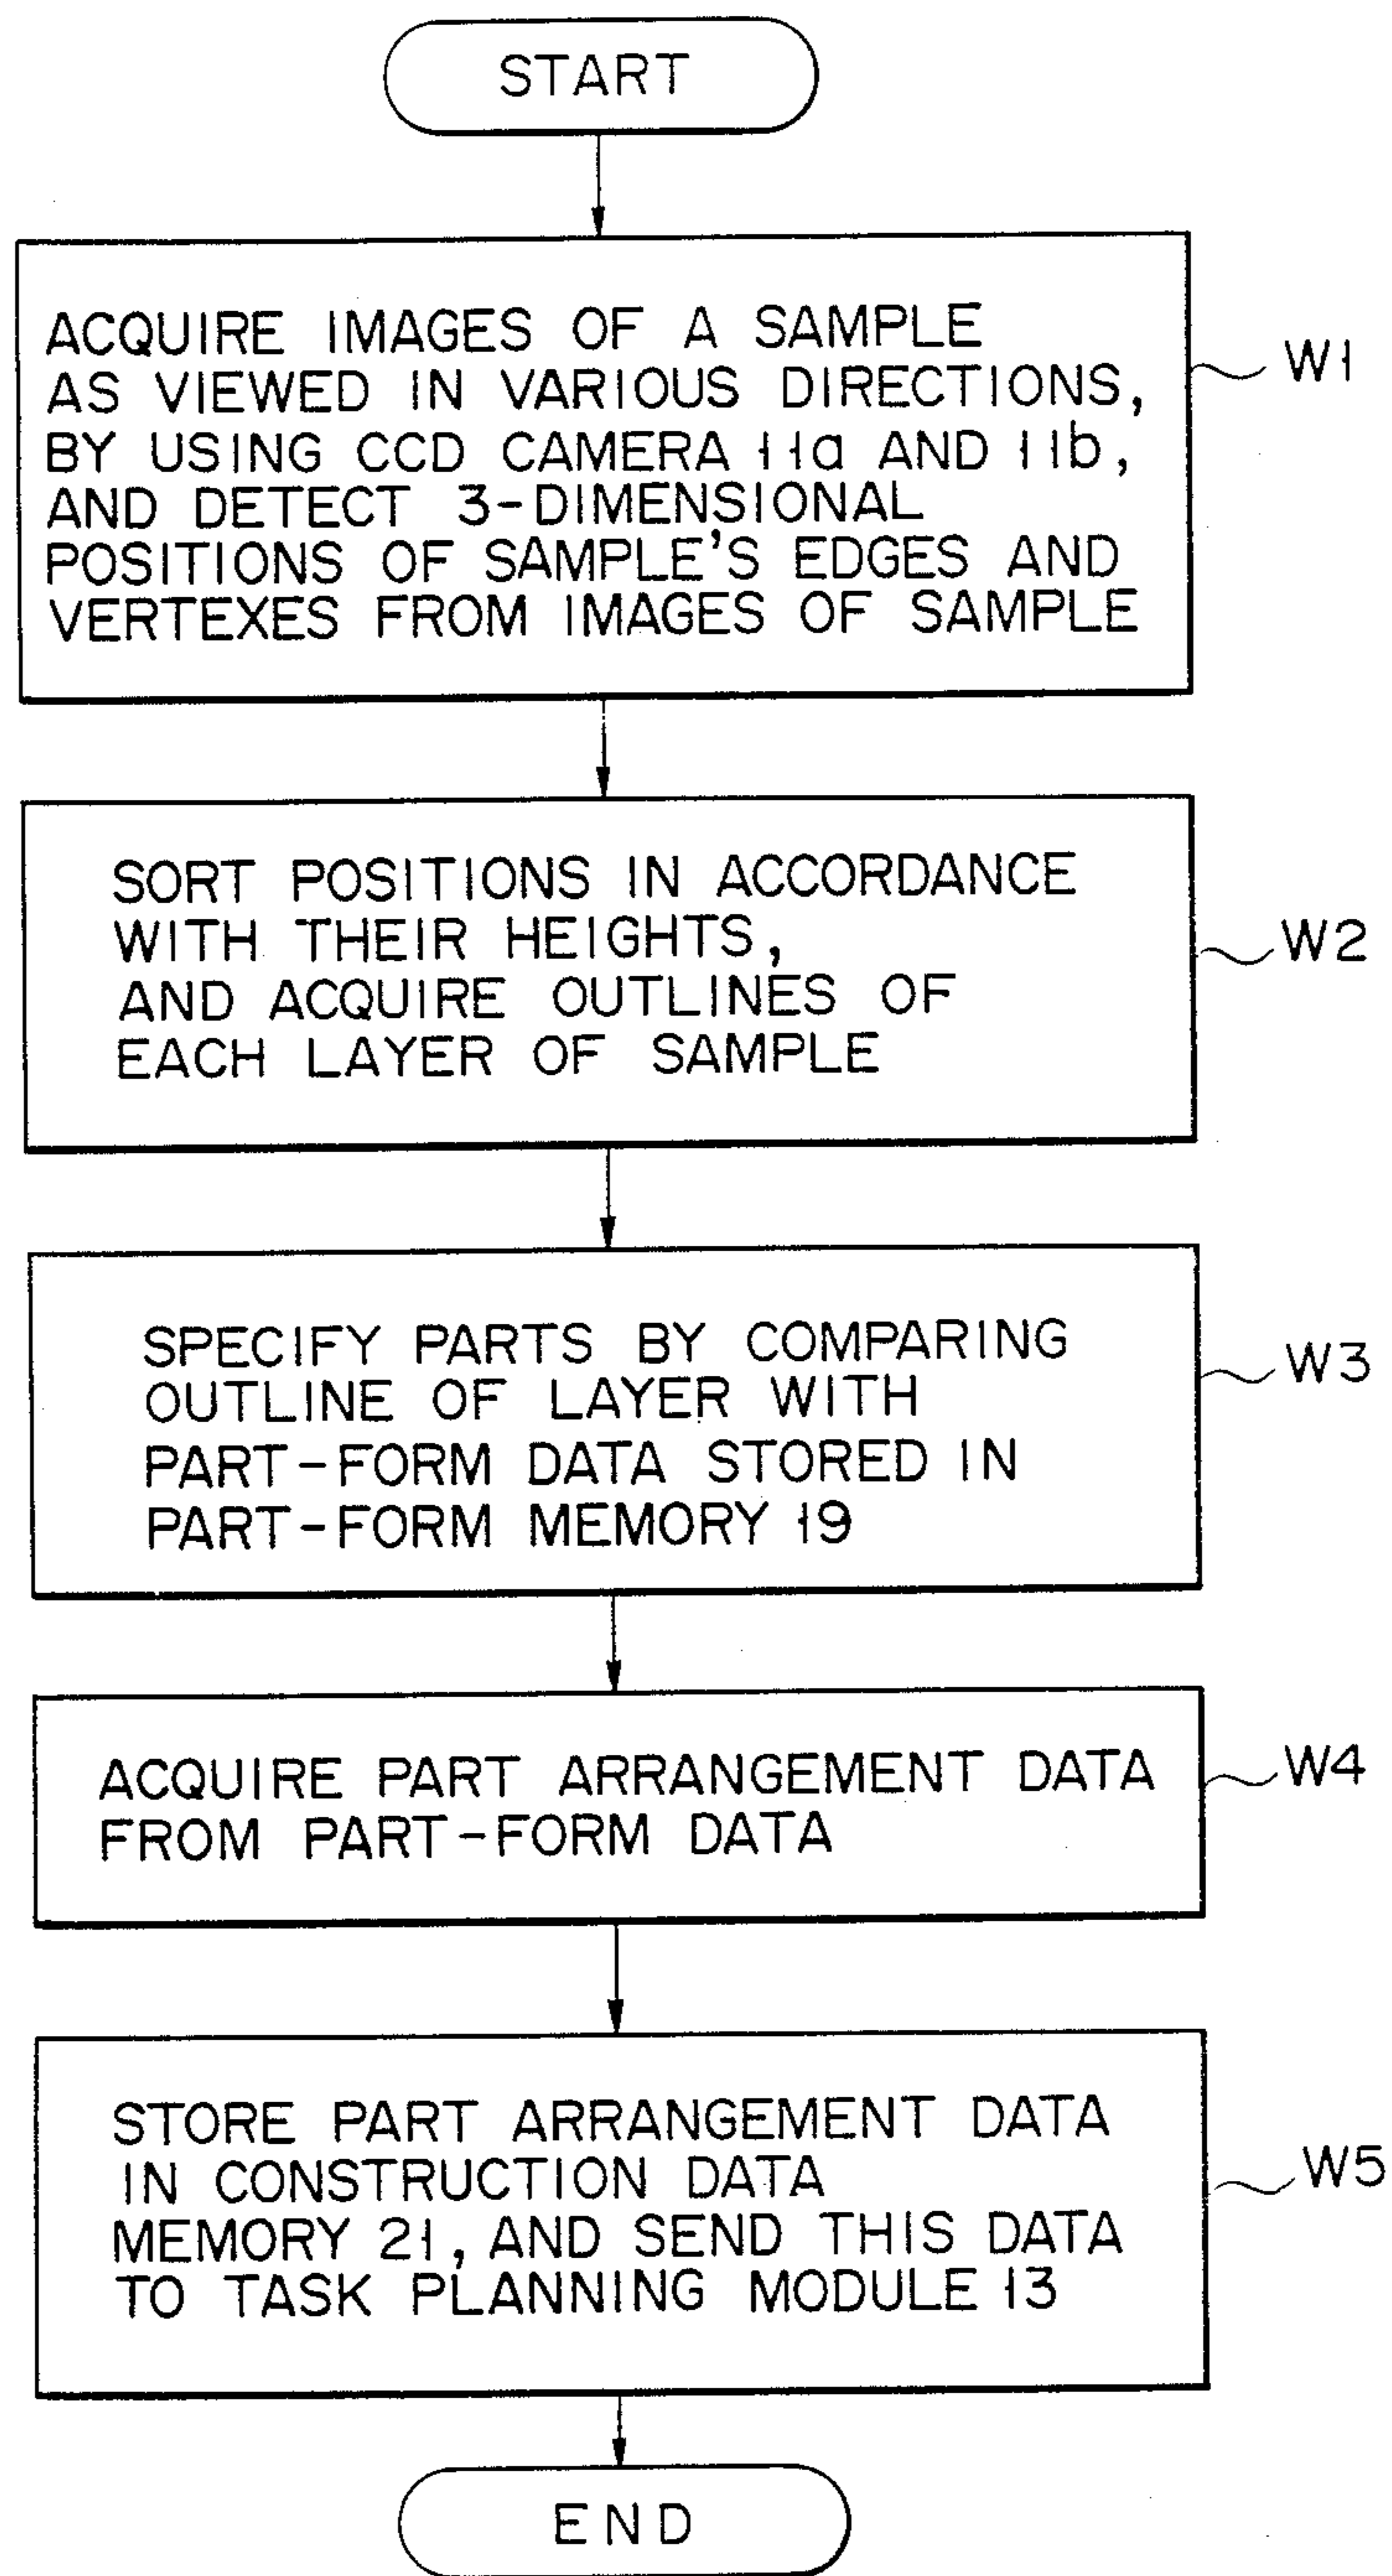 START
ACQUIRE IMAGES OF A SAMPLE
AS VIEWED IN VARIOUS DIRECTIONS,
BY USING CCD CAMERA 11a AND 11b,
AND DETECT 3-DIMENSIONAL
POSITIONS OF SAMPLE'S EDGES AND
VERTEXES FROM IMAGES OF SAMPLE
W1
SORT POSITIONS IN ACCORDANCE
WITH THEIR HEIGHTS,
AND ACQUIRE OUTLINES OF
EACH LAYER OF SAMPLE
W2
SPECIFY PARTS BY COMPARING
OUTLINE OF LAYER WITH
PART-FORM DATA STORED IN
PART-FORM MEMORY 19
W3
ACQUIRE PART ARRANGEMENT DATA
FROM PART-FORM DATA
W4
STORE PART ARRANGEMENT DATA
IN CONSTRUCTION DATA
MEMORY 21, AND SEND THIS DATA
TO TASK PLANNING MODULE 13
W5
END